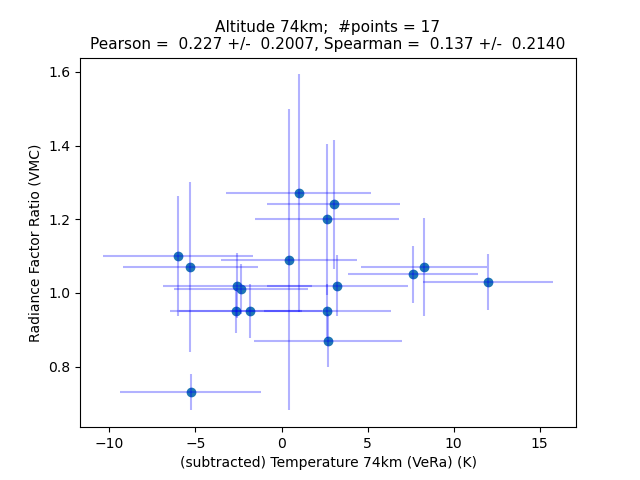 Altitude 74km;  #points = 17
Pearson =  0.227 +/-  0.2007, Spearman =  0.137 +/-  0.2140
Radiance Factor Ratio (VMC)
1.6
1.4
1.2
1.0
0.8
−10
−5
0
5
10
15
(subtracted) Temperature 74km (VeRa) (K)